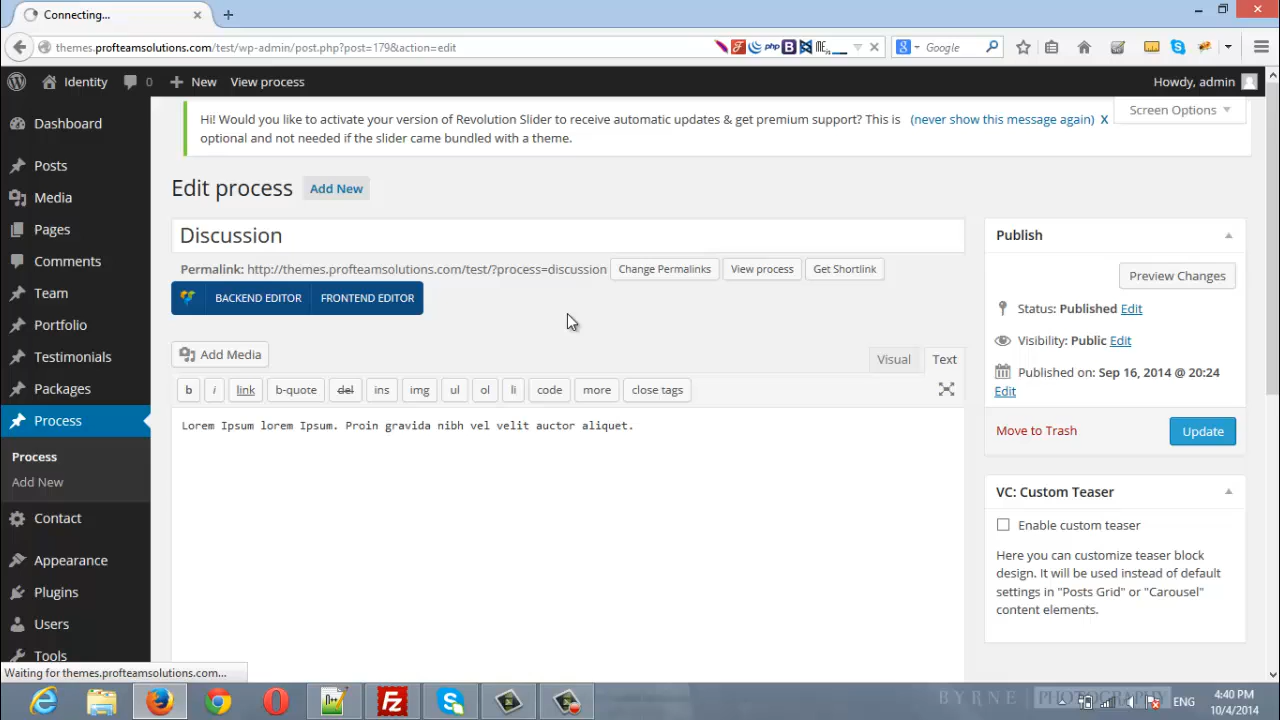 Connecting...
themes.profteamsolutions.com/test/wp-admin/post.php?post=179&action=edit
php
Google
Identity
0
New
View process
Howdy, admin
Dashboard
Posts
Media
Pages
Comments
Team
Portfolio
Testimonials
Packages
Process
Process
Add New
Contact
Appearance
Plugins
Users
Tools
Hi! Would you like to activate your version of Revolution Slider to receive automatic updates & get premium support? This is
optional and not needed if the slider came bundled with a theme.
(never show this message again) X
Screen Options
Edit process
Add New
Discussion
Permalink: http://themes.profteamsolutions.com/test/?process=discussion
Change Permalinks
View process
Get Shortlink
BACKEND EDITOR
FRONTEND EDITOR
Add Media
Visual
Text
b
i
link
b-quote
del
ins
img
ul
ol
li
code
more
close tags
Lorem Ipsum lorem Ipsum. Proin gravida nibh vel velit auctor aliquet.
Publish
Preview Changes
Status: Published Edit
Visibility: Public Edit
Published on: Sep 16, 2014 @ 20:24
Edit
Move to Trash
Update
VC: Custom Teaser
Enable custom teaser
Here you can customize teaser block
design. It will be used instead of default
settings in "Posts Grid" or "Carousel"
content elements.
Waiting for themes.profteamsolutions.com...
BYRNE PHOTOGRAPHY
ENG
4:40 PM
10/4/2014